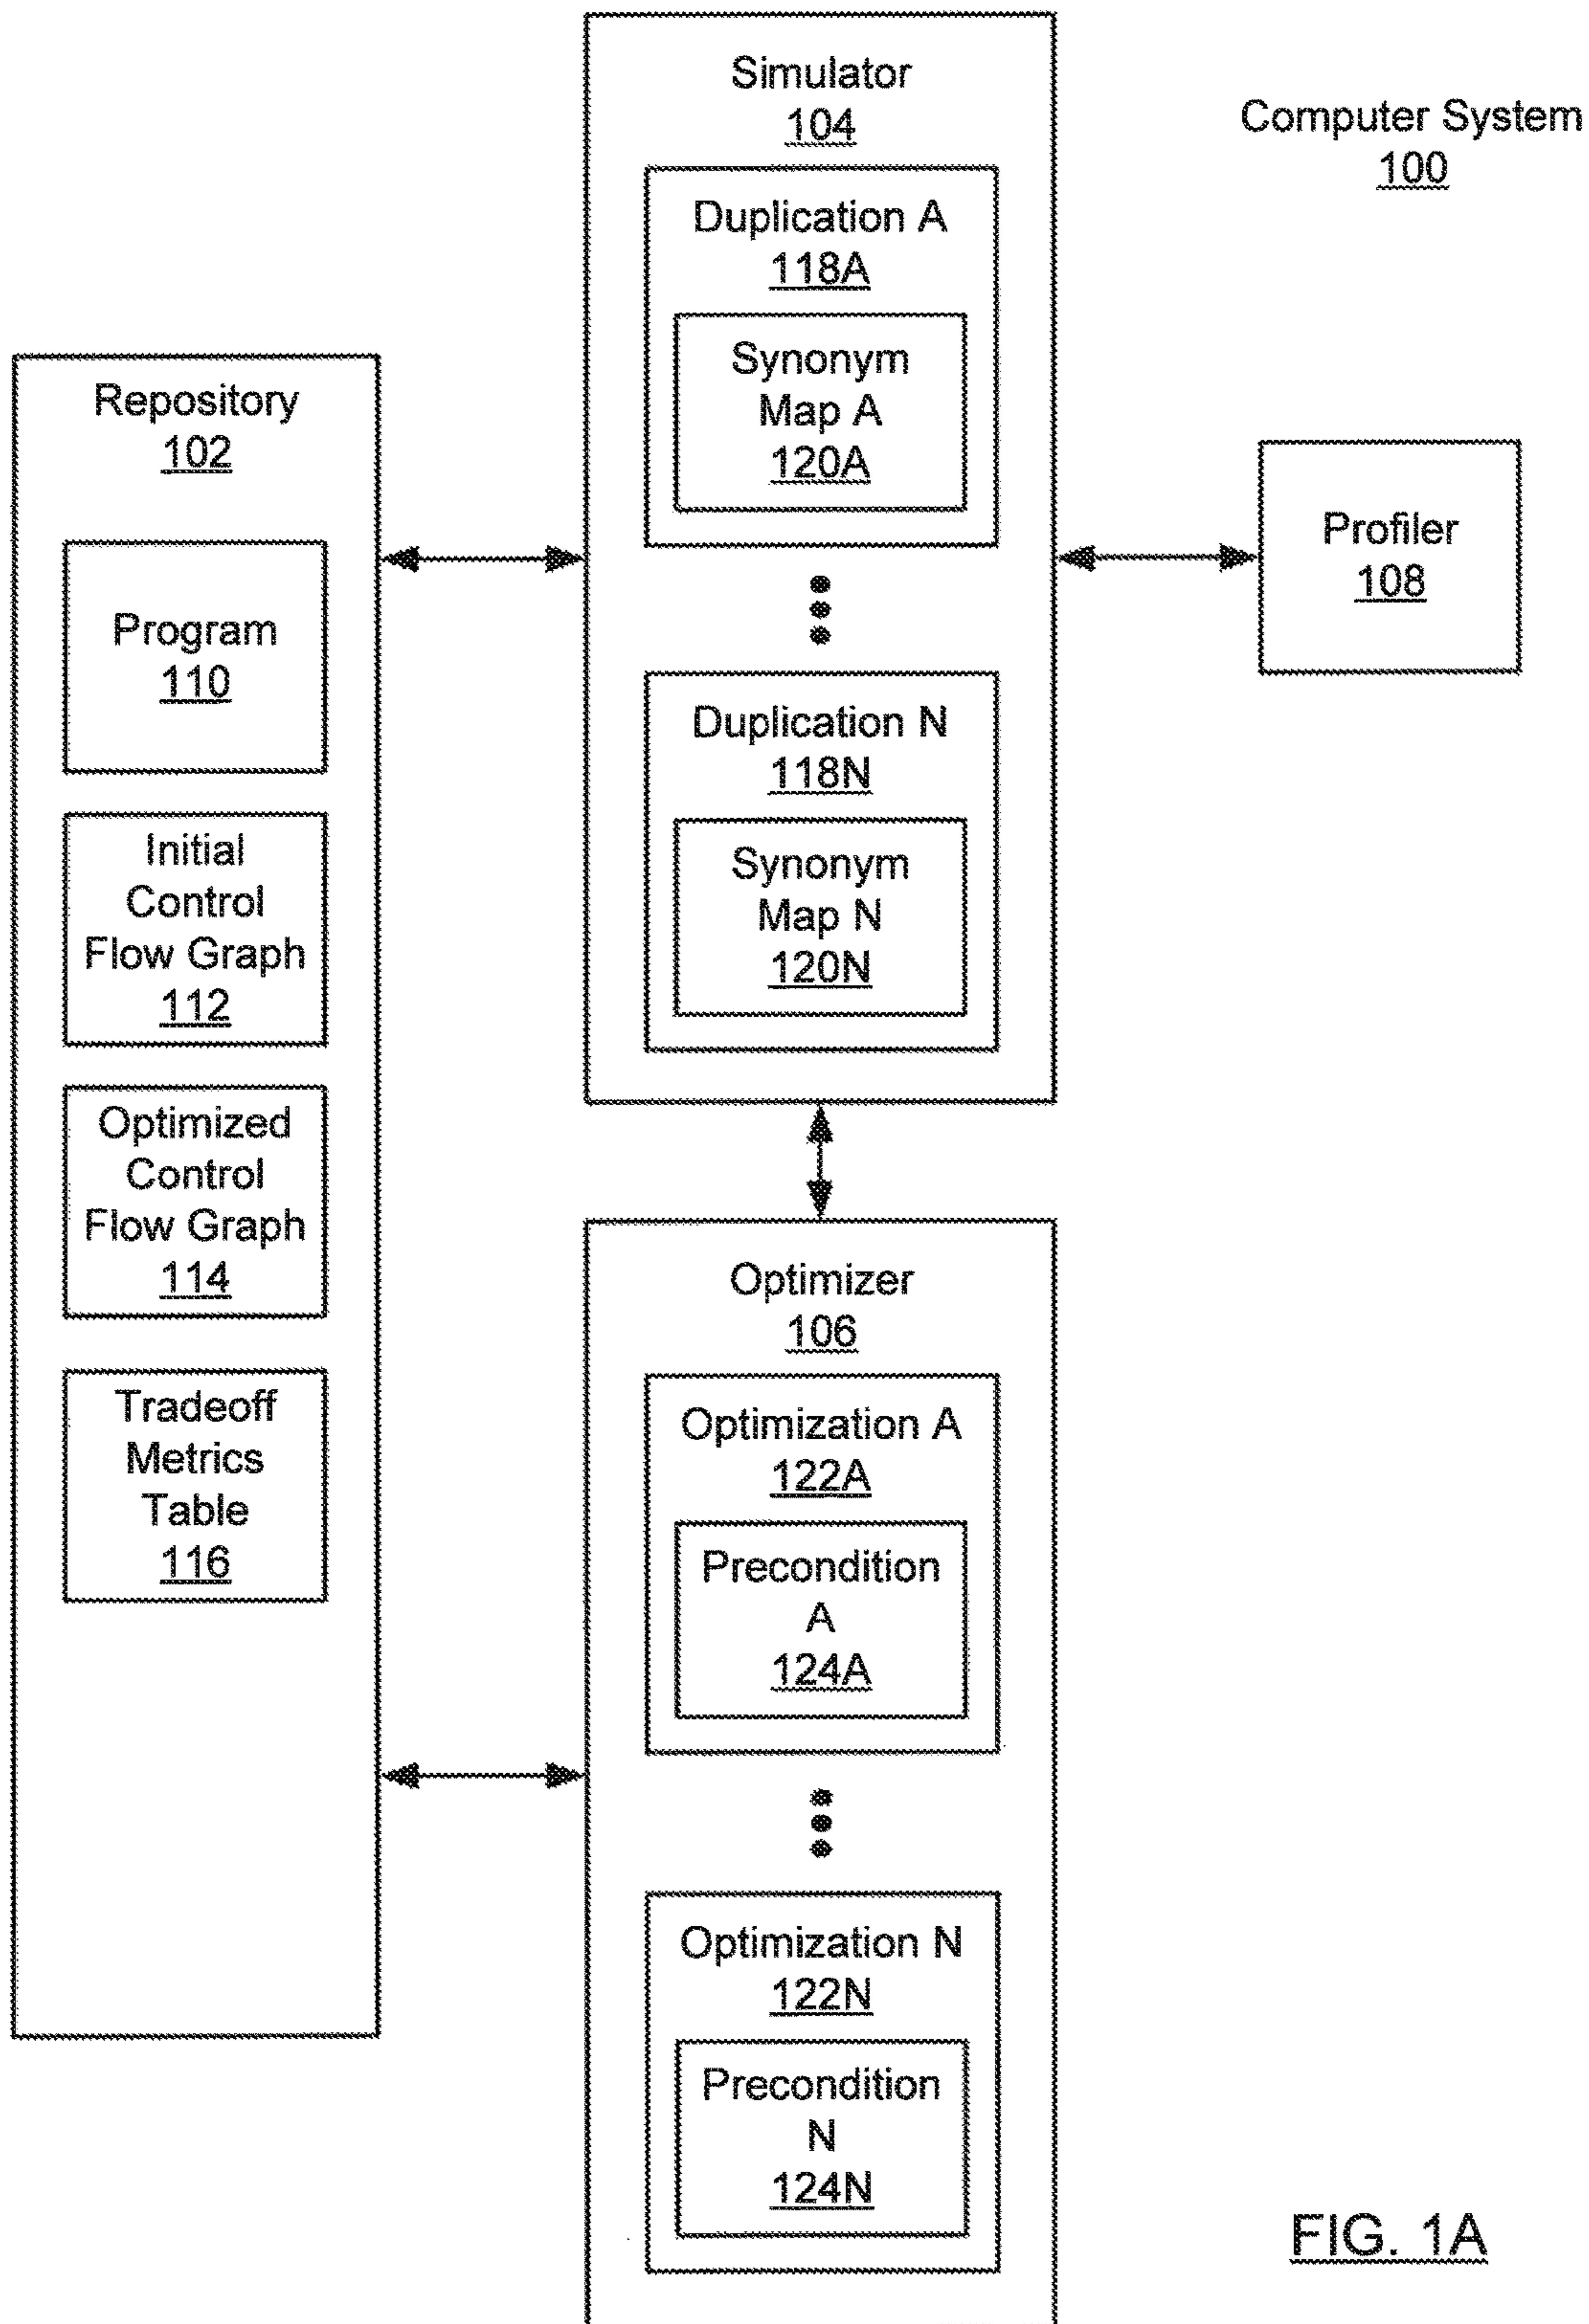 Simulator
104
Computer System
100
Duplication A
118A
Synonym
Map A
120A
Repository
102
Profiler
108
Program
110
Duplication N
118N
Initial
Control
Flow Graph
112
Synonym
Map N
120N
Optimized
Control
Flow Graph
114
Optimizer
106
Tradeoff
Metrics
Table
116
Optimization A
122A
Precondition
A
124A
Optimization N
122N
Precondition
N
124N
FIG. 1A